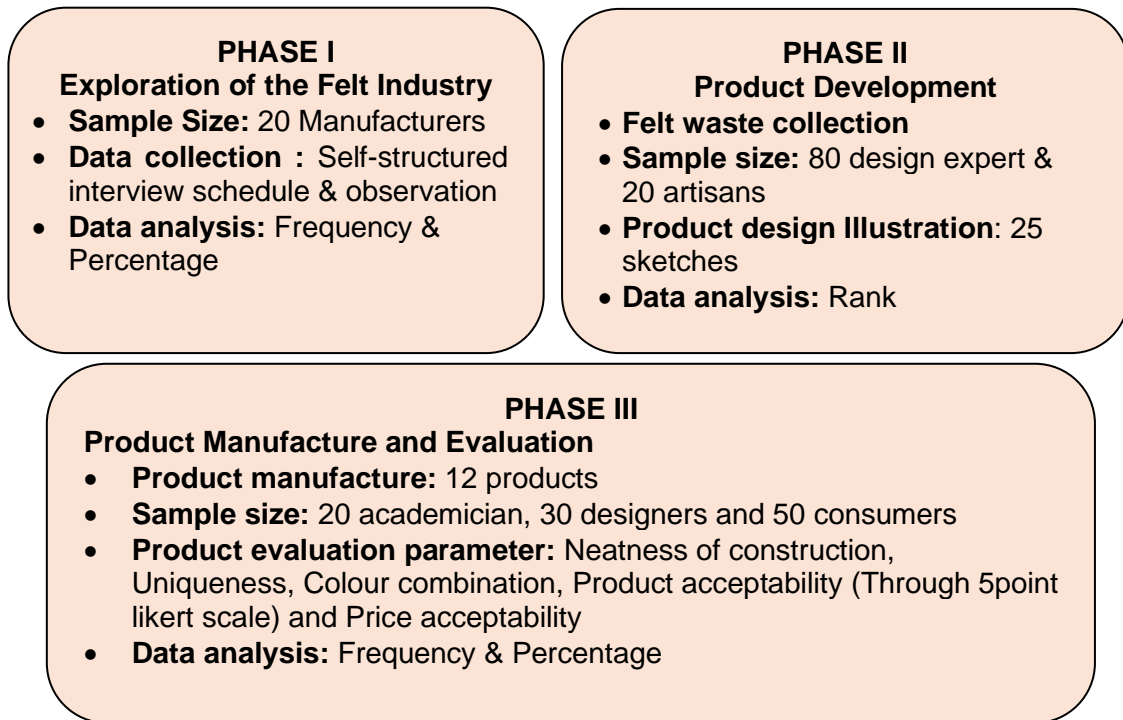 PHASE I
Exploration of the Felt Industry
• Sample Size: 20 Manufacturers
• Data collection : Self-structured
interview schedule & observation
• Data analysis: Frequency &
Percentage
PHASE II
Product Development
• Felt waste collection
• Sample size: 80 design expert &
20 artisans
• Product design Illustration: 25
sketches
• Data analysis: Rank
PHASE III
Product Manufacture and Evaluation
• Product manufacture: 12 products
• Sample size: 20 academician, 30 designers and 50 consumers
• Product evaluation parameter: Neatness of construction,
Uniqueness, Colour combination, Product acceptability (Through 5point
likert scale) and Price acceptability
• Data analysis: Frequency & Percentage